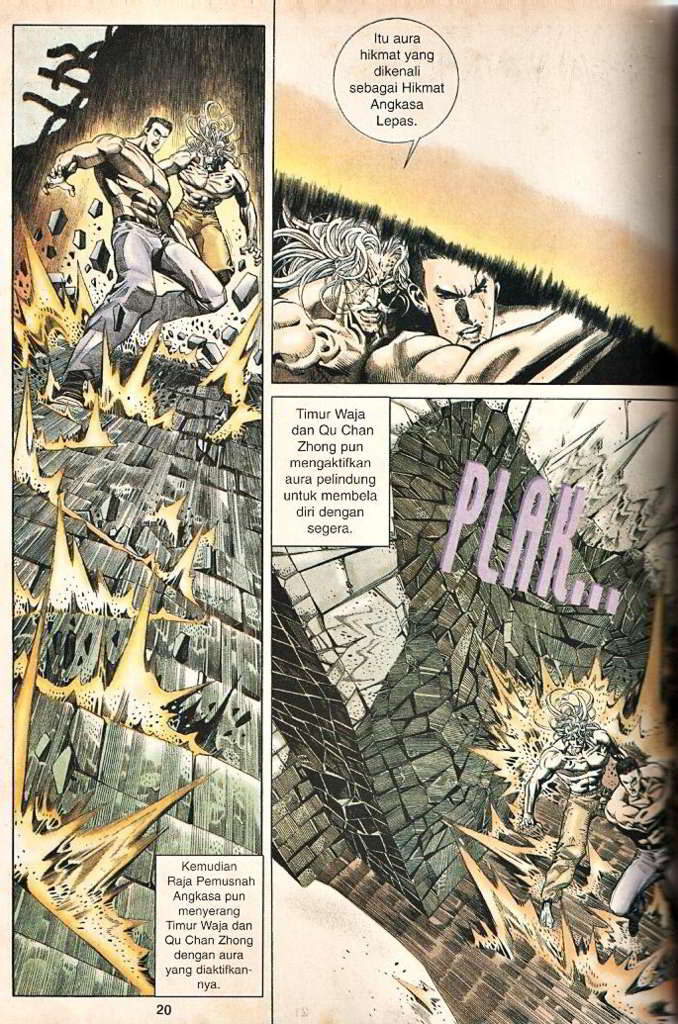 Itu aura
hikmat yang
dikenali
sebagai Hikmat
Angkasa
Lepas.
Timur Waja
dan Qu Chan
Zhong pun
mengaktifkan
aura pelindung
untuk membela
diri dengan
segera.
PLAK...
Kemudian
Raja Pemusnah
Angkasa pun
menyerang
Timur Waja dan
Qu Chan Zhong
dengan aura
yang diaktifkan-
nya.
20